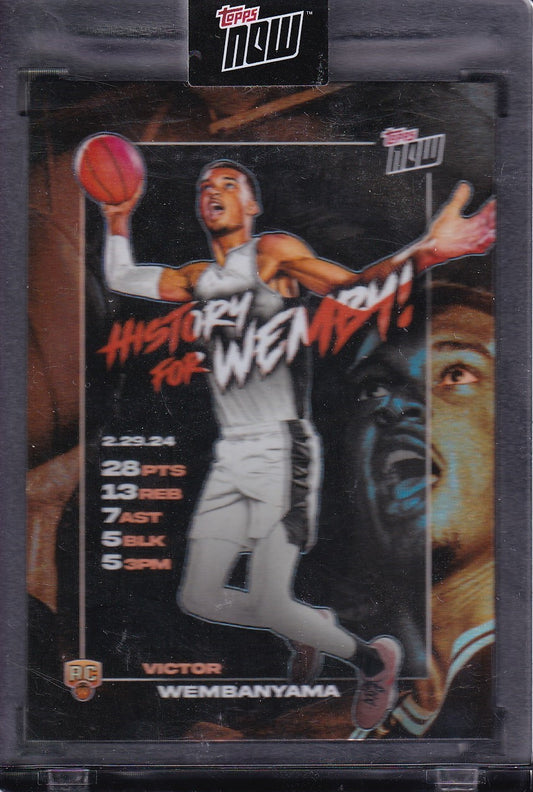 topps
NOW
™
topps
NOW
HISTORY
FOR WEMBY!
2.29.24
28 PTS
13 REB
7 AST
5 BLK
5 3PM
RC
VICTOR
WEMBANYAMA